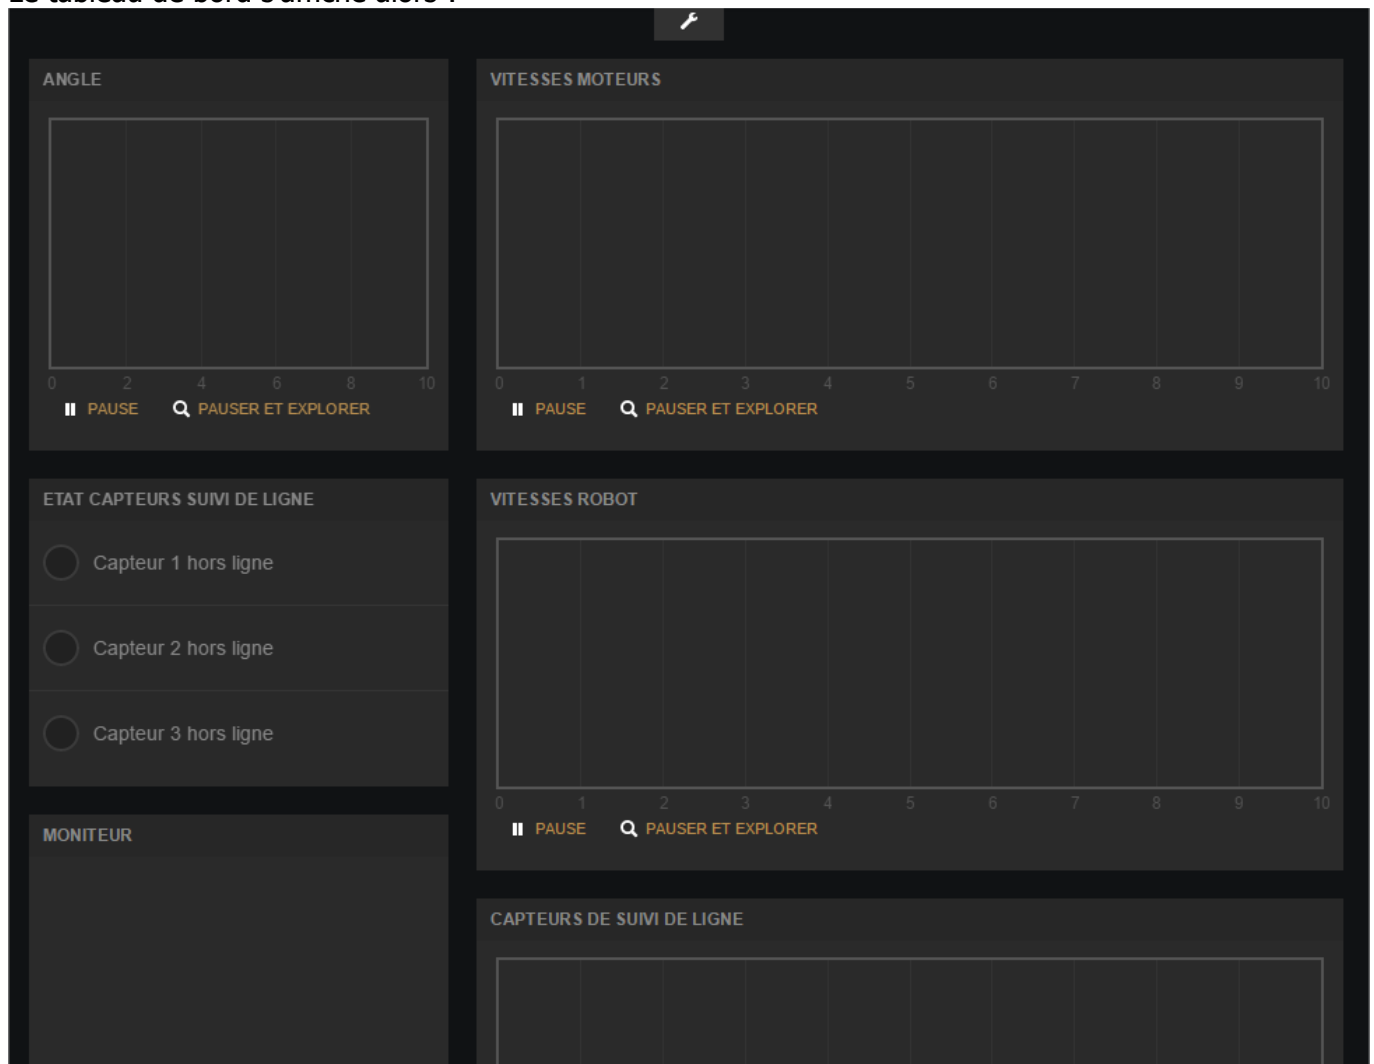 ANGLE
0 2 4 6 8 10
PAUSE PAUSER ET EXPLORER
VITESSES MOTEURS
0 1 2 3 4 5 6 7 8 9 10
PAUSE PAUSER ET EXPLORER
ETAT CAPTEURS SUIVI DE LIGNE
Capteur 1 hors ligne
Capteur 2 hors ligne
Capteur 3 hors ligne
VITESSES ROBOT
0 1 2 3 4 5 6 7 8 9 10
PAUSE PAUSER ET EXPLORER
MONITEUR
CAPTEURS DE SUIVI DE LIGNE